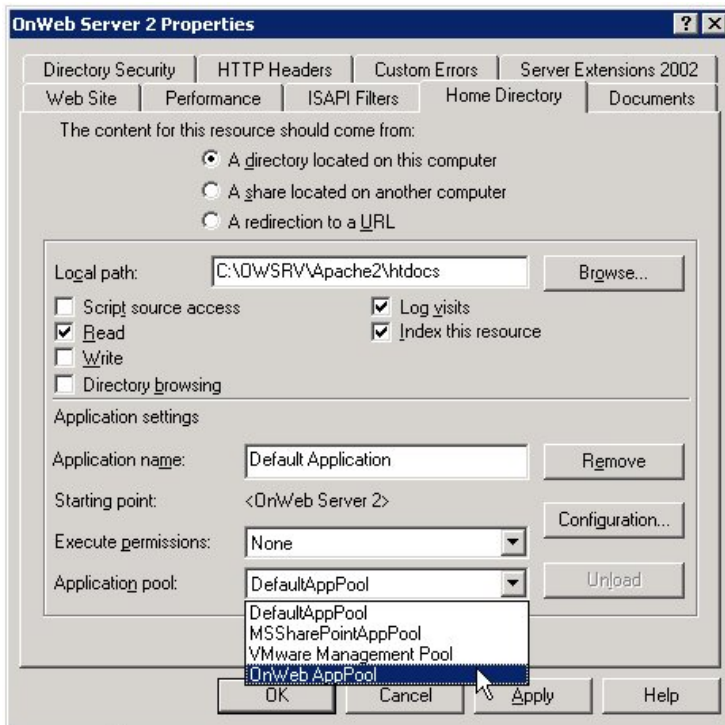 OnWeb Server 2 Properties
Directory Security HTTP Headers Custom Errors Server Extensions 2002
Web Site Performance ISAPI Filters Home Directory Documents
The content for this resource should come from:
A directory located on this computer
A share located on another computer
A redirection to a URL
Local path: C:\OWSRV\Apache2\htdocs Browse...
Script source access Log visits
Read Index this resource
Write
Directory browsing
Application settings
Application name: Default Application Remove
Starting point: <OnWeb Server 2>
Configuration...
Execute permissions: None
Application pool: DefaultAppPool Unload
DefaultAppPool
MSSharePointAppPool
VMware Management Pool
OnWeb AppPool
OK Cancel Apply Help